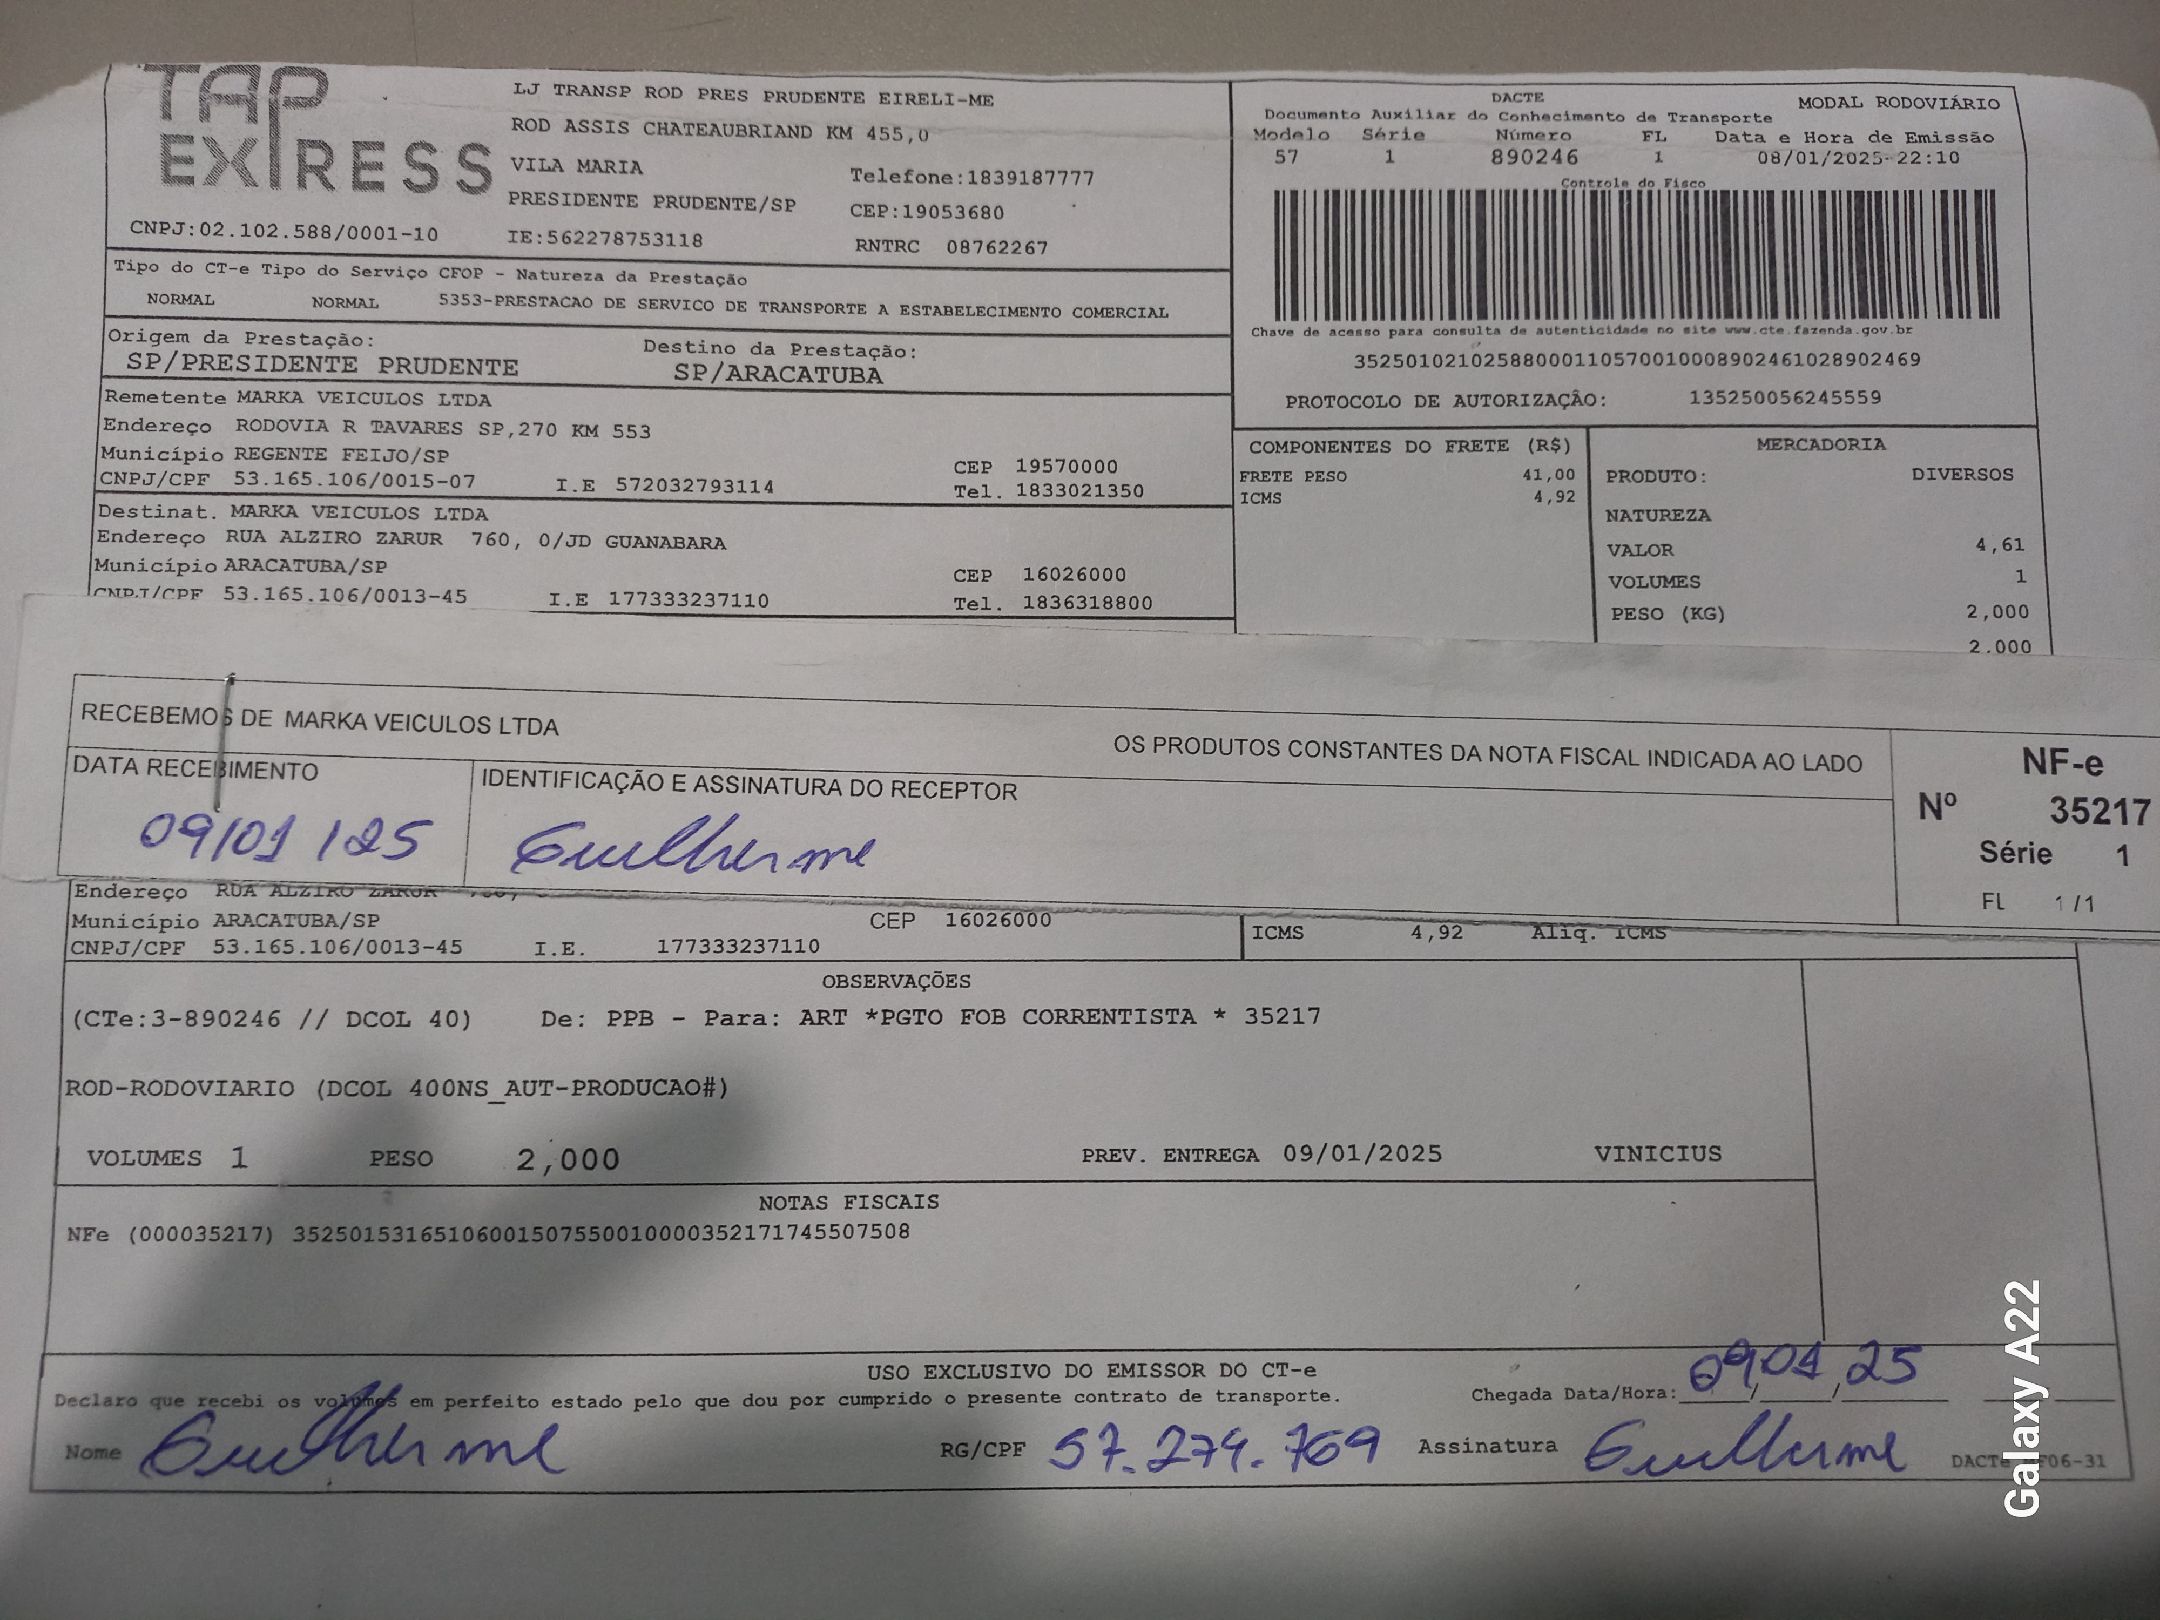 TAP EXPRESS
LJ TRANSP ROD PRES PRUDENTE EIRELI-ME
ROD ASSIS CHATEAUBRIAND KM 455,0
VILA MARIA Telefone:1839187777
PRESIDENTE PRUDENTE/SP CEP:19053680
CNPJ:02.102.588/0001-10 IE:562278753118 RNTRC 08762267
DACTE MODAL RODOVIÁRIO
Documento Auxiliar do Conhecimento de Transporte
Modelo Série Número FL Data e Hora de Emissão
57 1 890246 1 08/01/2025-22:10
Controle do Fisco
Chave de acesso para consulta de autenticidade no site www.cte.fazenda.gov.br
35250102102588000110570010008902461028902469
PROTOCOLO DE AUTORIZAÇÃO: 135250056245559
Tipo do CT-e Tipo do Serviço CFOP - Natureza da Prestação
NORMAL NORMAL 5353-PRESTACAO DE SERVICO DE TRANSPORTE A ESTABELECIMENTO COMERCIAL
Origem da Prestação: Destino da Prestação:
SP/PRESIDENTE PRUDENTE SP/ARACATUBA
Remetente MARKA VEICULOS LTDA
Endereço RODOVIA R TAVARES SP,270 KM 553
Município REGENTE FEIJO/SP CEP 19570000
CNPJ/CPF 53.165.106/0015-07 I.E 572032793114 Tel. 1833021350
Destinat. MARKA VEICULOS LTDA
Endereço RUA ALZIRO ZARUR 760, 0/JD GUANABARA
Município ARACATUBA/SP CEP 16026000
CNPJ/CPF 53.165.106/0013-45 I.E 177333237110 Tel. 1836318800
COMPONENTES DO FRETE (R$)
FRETE PESO 41,00
ICMS 4,92
MERCADORIA
PRODUTO: DIVERSOS
NATUREZA
VALOR 4,61
VOLUMES 1
PESO (KG) 2,000
2.000
RECEBEMOS DE MARKA VEICULOS LTDA OS PRODUTOS CONSTANTES DA NOTA FISCAL INDICADA AO LADO
DATA RECEBIMENTO IDENTIFICAÇÃO E ASSINATURA DO RECEPTOR
09/01/25 Guilherme
NF-e
Nº 35217
Série 1
FL 1/1
Endereço RUA ALZIRO ZARUR
Município ARACATUBA/SP CEP 16026000
CNPJ/CPF 53.165.106/0013-45 I.E. 177333237110
ICMS 4,92 Aliq. ICMS
OBSERVAÇÕES
(CTe:3-890246 // DCOL 40) De: PPB - Para: ART *PGTO FOB CORRENTISTA * 35217
ROD-RODOVIARIO (DCOL 400NS_AUT-PRODUCAO#)
VOLUMES 1 PESO 2,000 PREV. ENTREGA 09/01/2025 VINICIUS
NOTAS FISCAIS
NFe (000035217) 35250153165106001507550010000352171745507508
USO EXCLUSIVO DO EMISSOR DO CT-e
Declaro que recebi os volumes em perfeito estado pelo que dou por cumprido o presente contrato de transporte. Chegada Data/Hora: 09/01/25
Nome Guilherme RG/CPF 57.274.769 Assinatura Guilherme
Galaxy A22